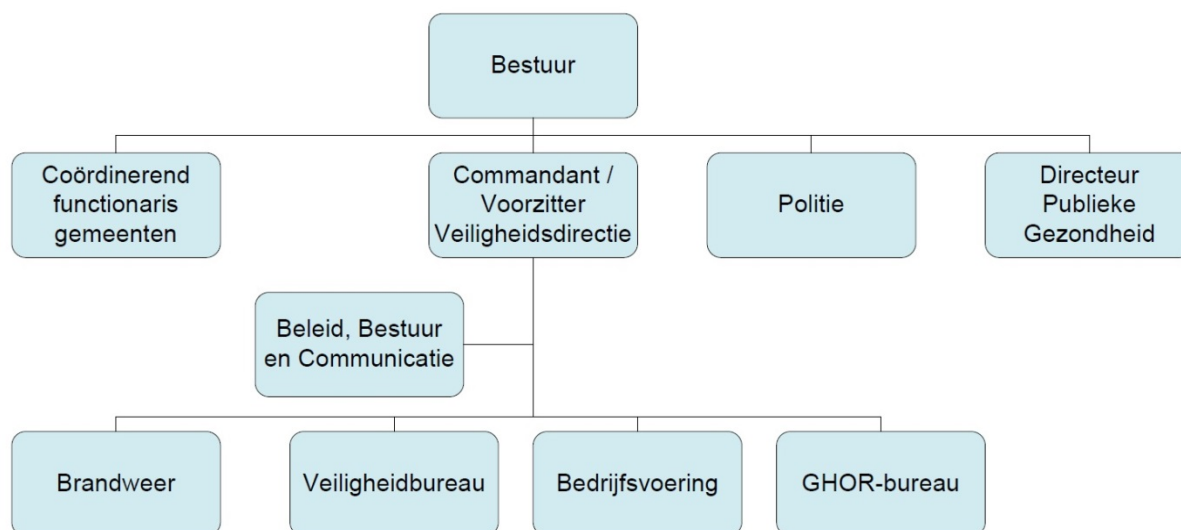 Bestuur
Coördinerend
functionaris
gemeenten
Commandant /
Voorzitter
Veiligheidsdirectie
Politie
Directeur
Publieke
Gezondheid
Beleid, Bestuur
en Communicatie
Brandweer
Veiligheidbureau
Bedrijfsvoering
GHOR-bureau